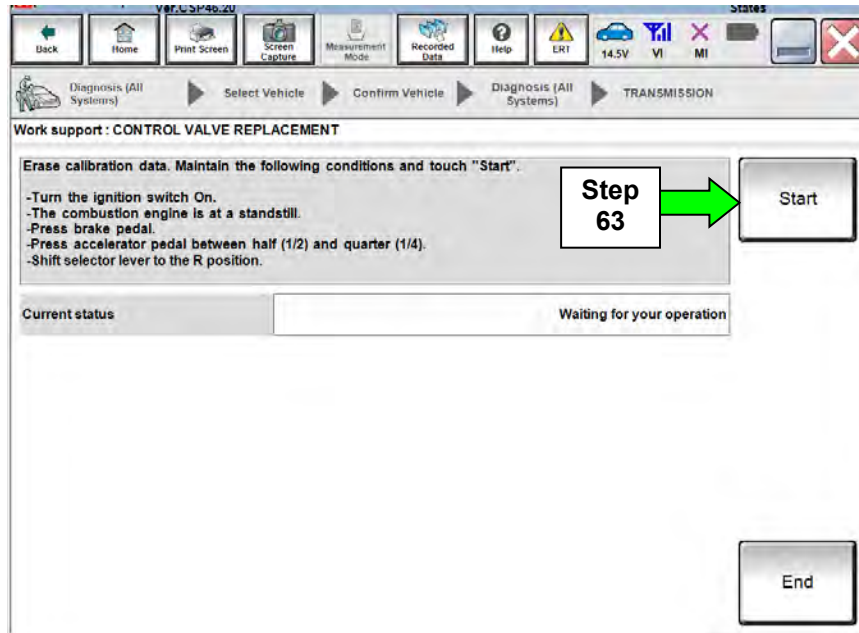 Ver.CSP46.20
States
Back
Home
Print Screen
Screen Capture
Measurement Mode
Recorded Data
Help
ERT
14.5V
VI
MI
Diagnosis (All Systems)
Select Vehicle
Confirm Vehicle
Diagnosis (All Systems)
TRANSMISSION
Work support : CONTROL VALVE REPLACEMENT
Erase calibration data. Maintain the following conditions and touch "Start".
-Turn the ignition switch On.
-The combustion engine is at a standstill.
-Press brake pedal.
-Press accelerator pedal between half (1/2) and quarter (1/4).
-Shift selector lever to the R position.
Step
63
Start
Current status
Waiting for your operation
End